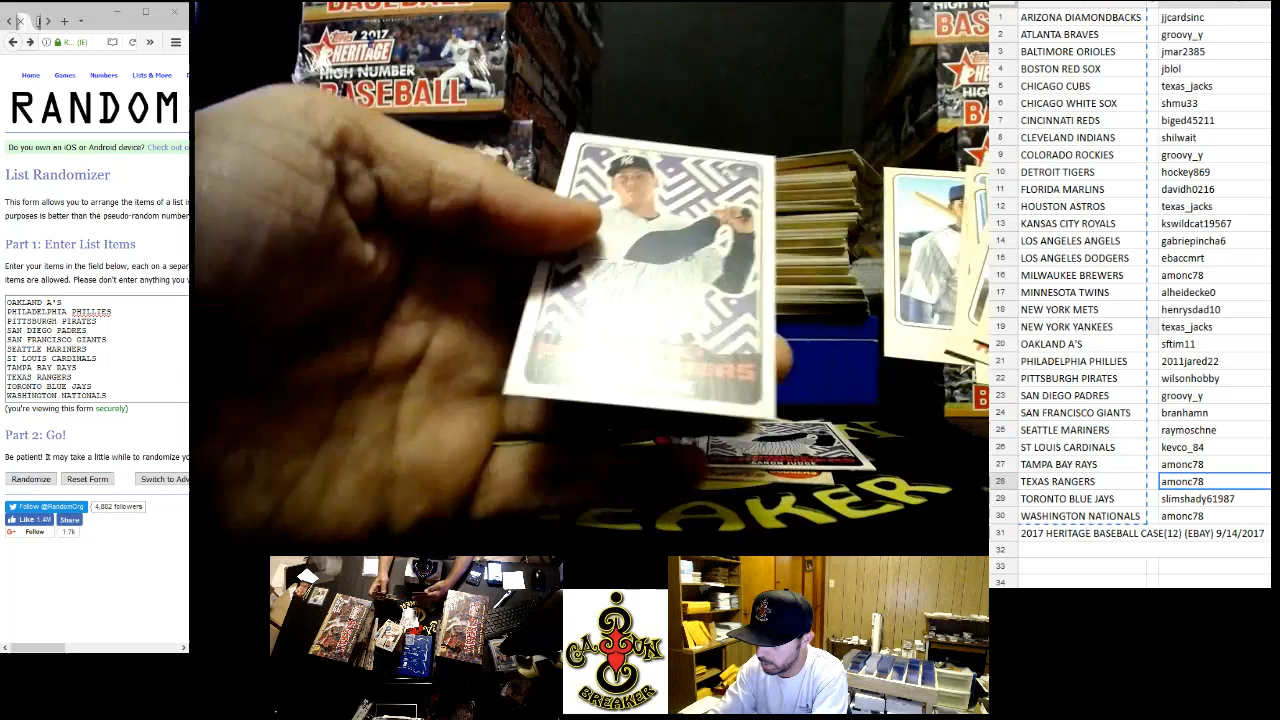 R... (IE)
Home Games Numbers Lists & More
RANDOM
Do you own an iOS or Android device? Check out o
List Randomizer
This form allows you to arrange the items of a list i
purposes is better than the pseudo-random number
Part 1: Enter List Items
Enter your items in the field below, each on a separ
items are allowed. Please don't enter anything you v
OAKLAND A'S
PHILADELPHIA PHILLIES
PITTSBURGH PIRATES
SAN DIEGO PADRES
SAN FRANCISCO GIANTS
SEATTLE MARINERS
ST LOUIS CARDINALS
TAMPA BAY RAYS
TEXAS RANGERS
TORONTO BLUE JAYS
WASHINGTON NATIONALS
(you're viewing this form securely)
Part 2: Go!
Be patient! It may take a little while to randomize yo
Randomize Reset Form Switch to Adv
Follow @RandomOrg 4,882 followers
Like 1.4M Share
G+ Follow 1.7k
Topps 2017
HERITAGE
HIGH NUMBER
BASEBALL
AARON JUDGE
BREAKER
CAJUN
BREAKER
1 ARIZONA DIAMONDBACKS jjcardsinc
2 ATLANTA BRAVES groovy_y
3 BALTIMORE ORIOLES jmar2385
4 BOSTON RED SOX jblol
5 CHICAGO CUBS texas_jacks
6 CHICAGO WHITE SOX shmu33
7 CINCINNATI REDS biged45211
8 CLEVELAND INDIANS shilwait
9 COLORADO ROCKIES groovy_y
10 DETROIT TIGERS hockey869
11 FLORIDA MARLINS davidh0216
12 HOUSTON ASTROS texas_jacks
13 KANSAS CITY ROYALS kswildcat19567
14 LOS ANGELES ANGELS gabriepincha6
15 LOS ANGELES DODGERS ebaccmrt
16 MILWAUKEE BREWERS amonc78
17 MINNESOTA TWINS alheidecke0
18 NEW YORK METS henrysdad10
19 NEW YORK YANKEES texas_jacks
20 OAKLAND A'S sftim11
21 PHILADELPHIA PHILLIES 2011jared22
22 PITTSBURGH PIRATES wilsonhobby
23 SAN DIEGO PADRES groovy_y
24 SAN FRANCISCO GIANTS branhamn
25 SEATTLE MARINERS raymoschne
26 ST LOUIS CARDINALS kevco_84
27 TAMPA BAY RAYS amonc78
28 TEXAS RANGERS amonc78
29 TORONTO BLUE JAYS slimshady61987
30 WASHINGTON NATIONALS amonc78
31 2017 HERITAGE BASEBALL CASE(12) (EBAY) 9/14/2017
32
33
34